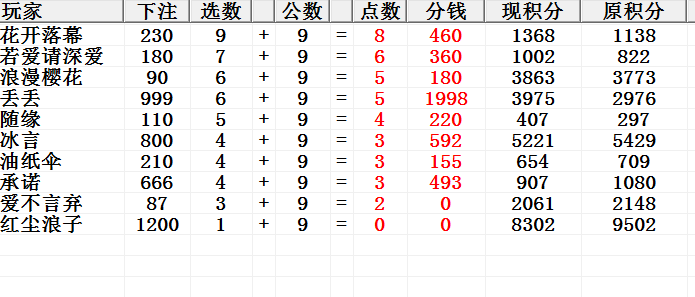 玩家 下注 选数 公数 点数 分钱 现积分 原积分
花开落幕 230 9 + 9 = 8 460 1368 1138
若爱请深爱 180 7 + 9 = 6 360 1002 822
浪漫樱花 90 6 + 9 = 5 180 3863 3773
丢丢 999 6 + 9 = 5 1998 3975 2976
随缘 110 5 + 9 = 4 220 407 297
冰言 800 4 + 9 = 3 592 5221 5429
油纸伞 210 4 + 9 = 3 155 654 709
承诺 666 4 + 9 = 3 493 907 1080
爱不言弃 87 3 + 9 = 2 0 2061 2148
红尘浪子 1200 1 + 9 = 0 0 8302 9502